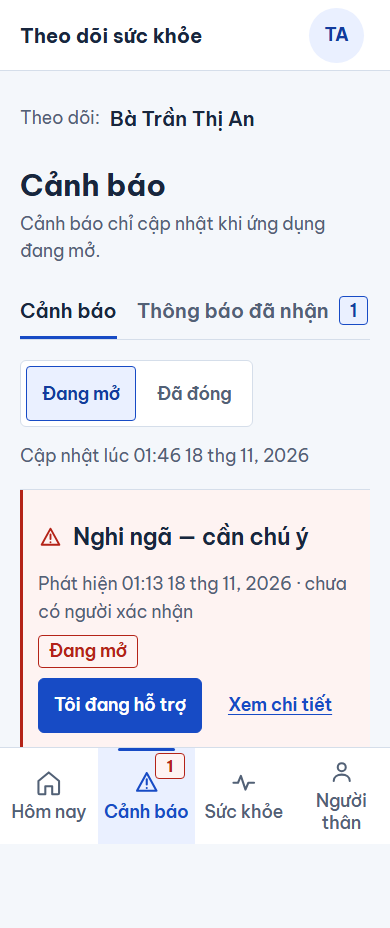 Theo dõi sức khỏe
TA
Theo dõi: Bà Trần Thị An
Cảnh báo
Cảnh báo chỉ cập nhật khi ứng dụng
đang mở.
Cảnh báo
Thông báo đã nhận 1
Đang mở
Đã đóng
Cập nhật lúc 01:46 18 thg 11, 2026
Nghi ngã — cần chú ý
Phát hiện 01:13 18 thg 11, 2026 · chưa
có người xác nhận
Đang mở
Tôi đang hỗ trợ
Xem chi tiết
Hôm nay
1
Cảnh báo
Sức khỏe
Người
thân